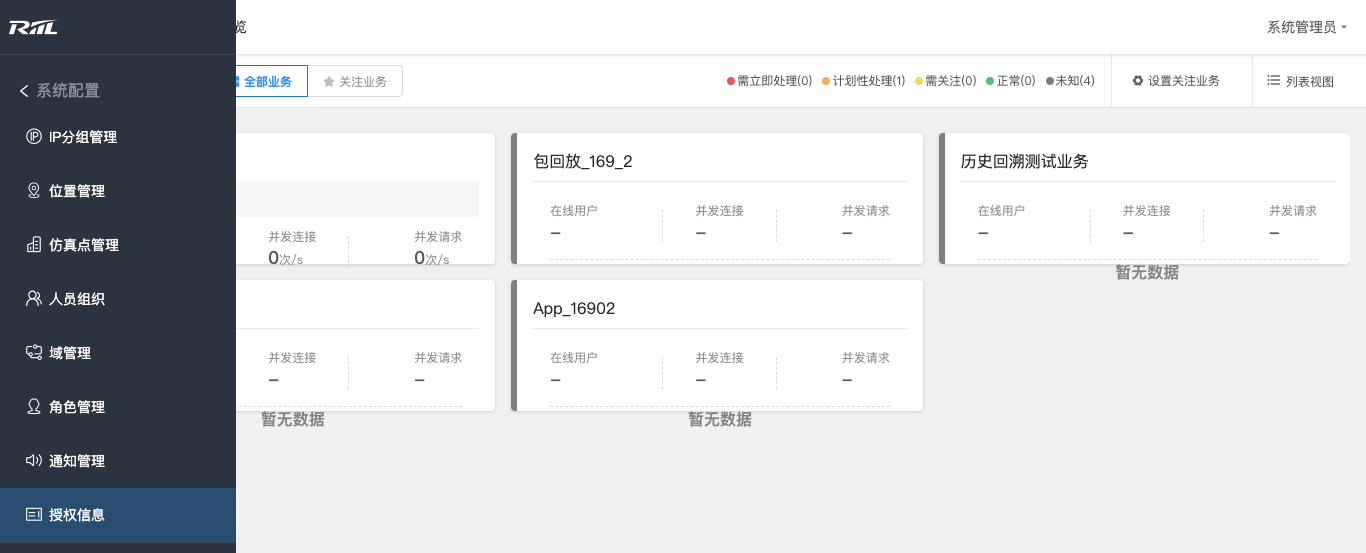 RIIL
览
系统管理员
系统配置
IP分组管理
位置管理
仿真点管理
人员组织
域管理
角色管理
通知管理
授权信息
全部业务
关注业务
需立即处理(0) 计划性处理(1) 需关注(0) 正常(0) 未知(4)
设置关注业务
列表视图
并发连接 并发请求
0次/s 0次/s
包回放_169_2
在线用户 并发连接 并发请求
– – –
历史回溯测试业务
在线用户 并发连接 并发请求
– – –
暂无数据
并发连接 并发请求
– –
暂无数据
App_16902
在线用户 并发连接 并发请求
– – –
暂无数据